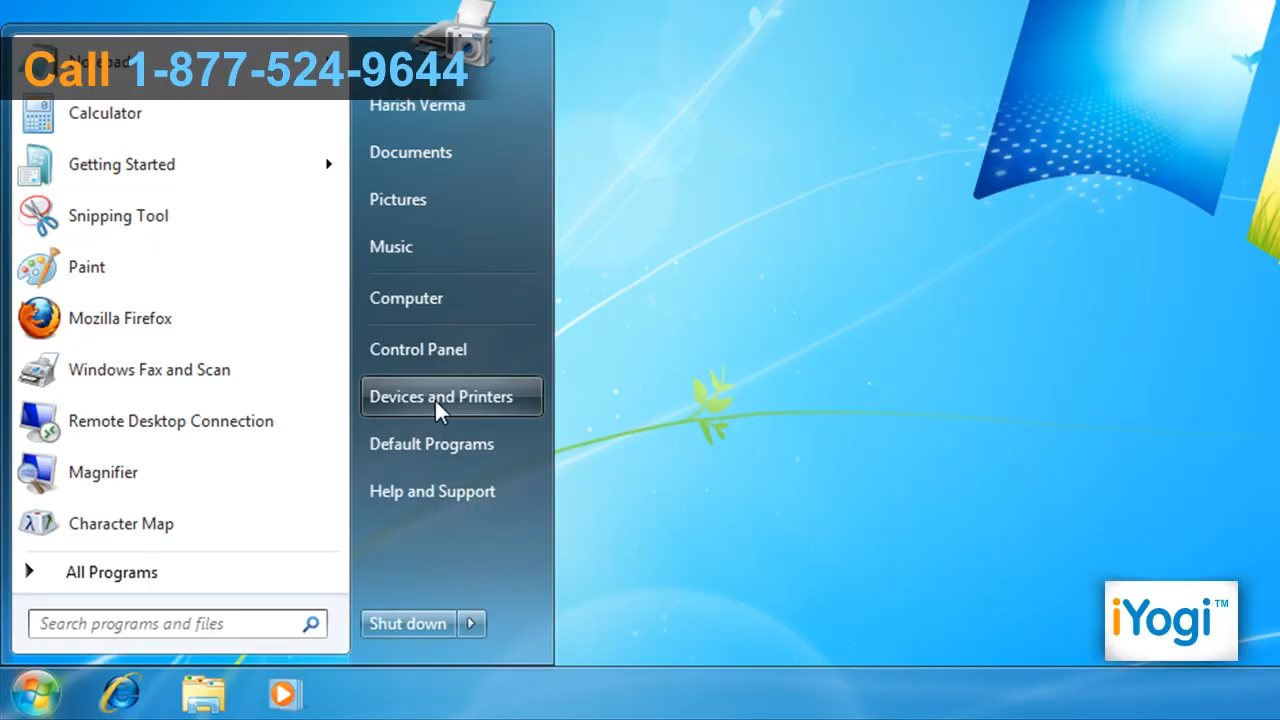 Call 1-877-524-9644
Notepad
Calculator
Getting Started
Snipping Tool
Paint
Mozilla Firefox
Windows Fax and Scan
Remote Desktop Connection
Magnifier
Character Map
All Programs
Search programs and files
Harish Verma
Documents
Pictures
Music
Computer
Control Panel
Devices and Printers
Default Programs
Help and Support
Shut down
iYogi™